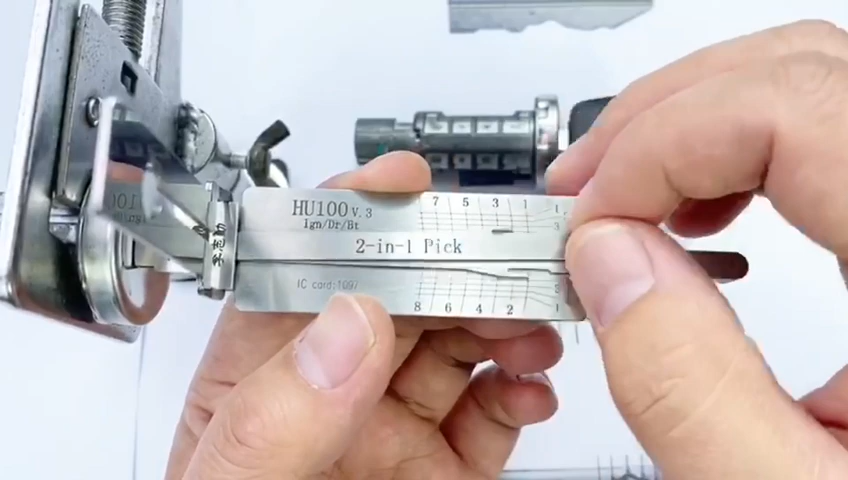 HU100 V.3
Ign/Dr/Bt
2-in-1 Pick
IC card:1097
7 5 3 1 1
3
8 6 4 2 1
3